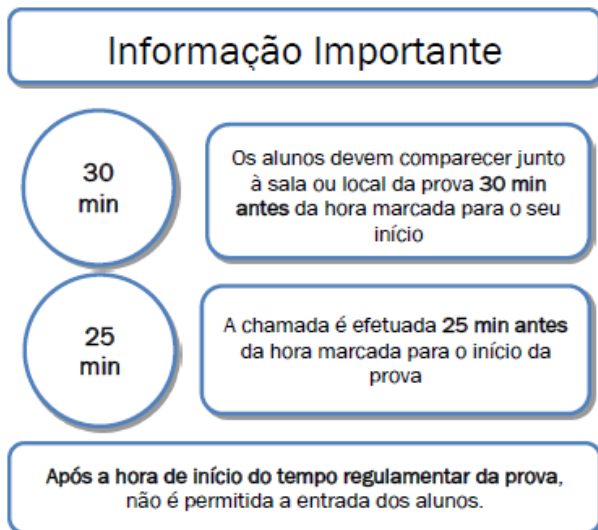 Informação Importante
30
min
Os alunos devem comparecer junto
à sala ou local da prova 30 min
antes da hora marcada para o seu
início
25
min
A chamada é efetuada 25 min antes
da hora marcada para o início da
prova
Após a hora de início do tempo regulamentar da prova,
não é permitida a entrada dos alunos.